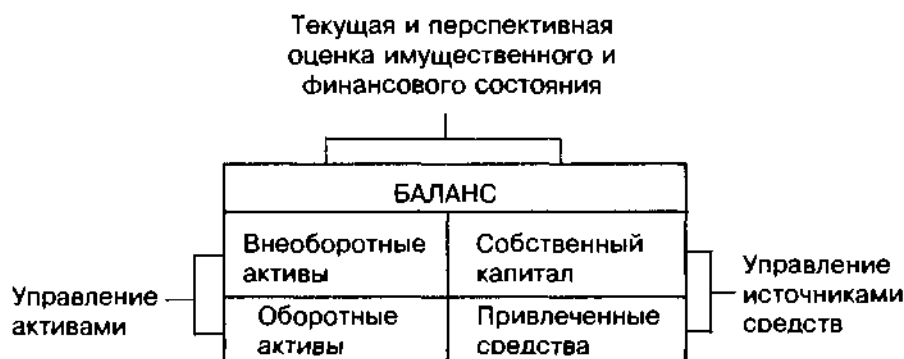 Текущая и перспективная
оценка имущественного и
финансового состояния
БАЛАНС
Внеоборотные
активы
Собственный
капитал
Управление
активами
Оборотные
активы
Привлеченные
средства
Управление
источниками
средств